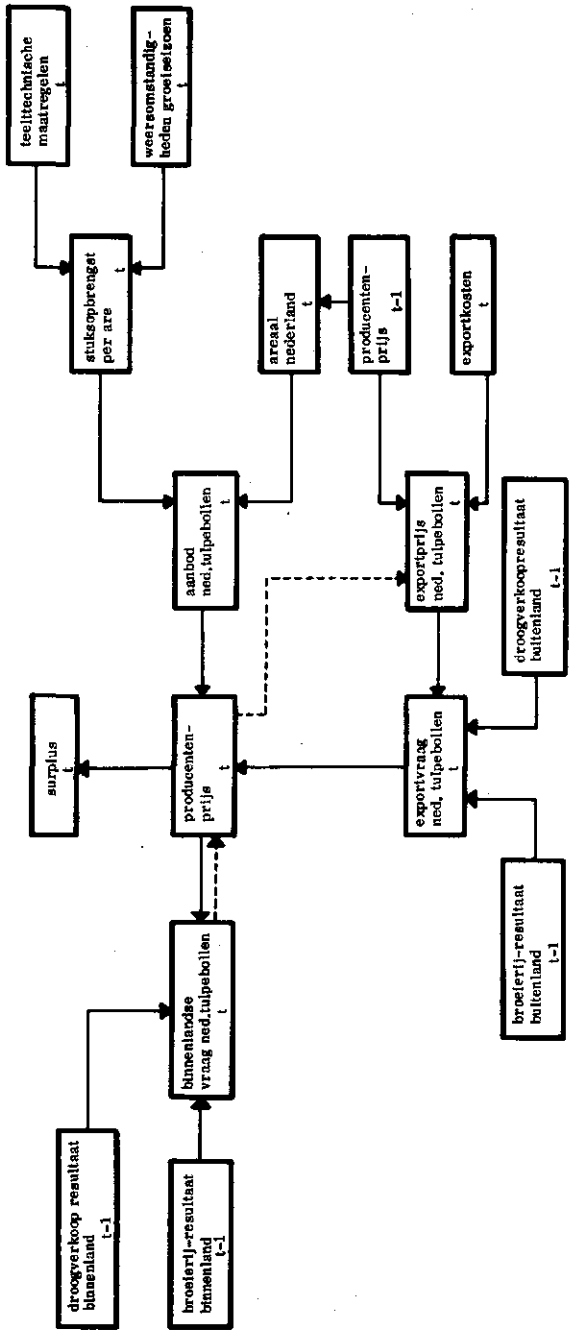 droogverkoop resultaat
binnenland
t-1
broeierij-resultaat
binnenland
t-1
binnenlandse
vraag ned.tulpebollen
t
surplus
t
producenten-
prijs
t
aanbod
ned.tulpebollen
t
stuksopbrengst
per are
t
teelttechnische
maatregelen
t
weersomstandig-
heden groeiseizoen
t
areaal
nederland
t
producenten-
prijs
t-1
exportkosten
t
exportprijs
ned. tulpebollen
t
exportvraag
ned. tulpebollen
t
broeierij-resultaat
buitenland
t-1
droogverkoopresultaat
buitenland
t-1